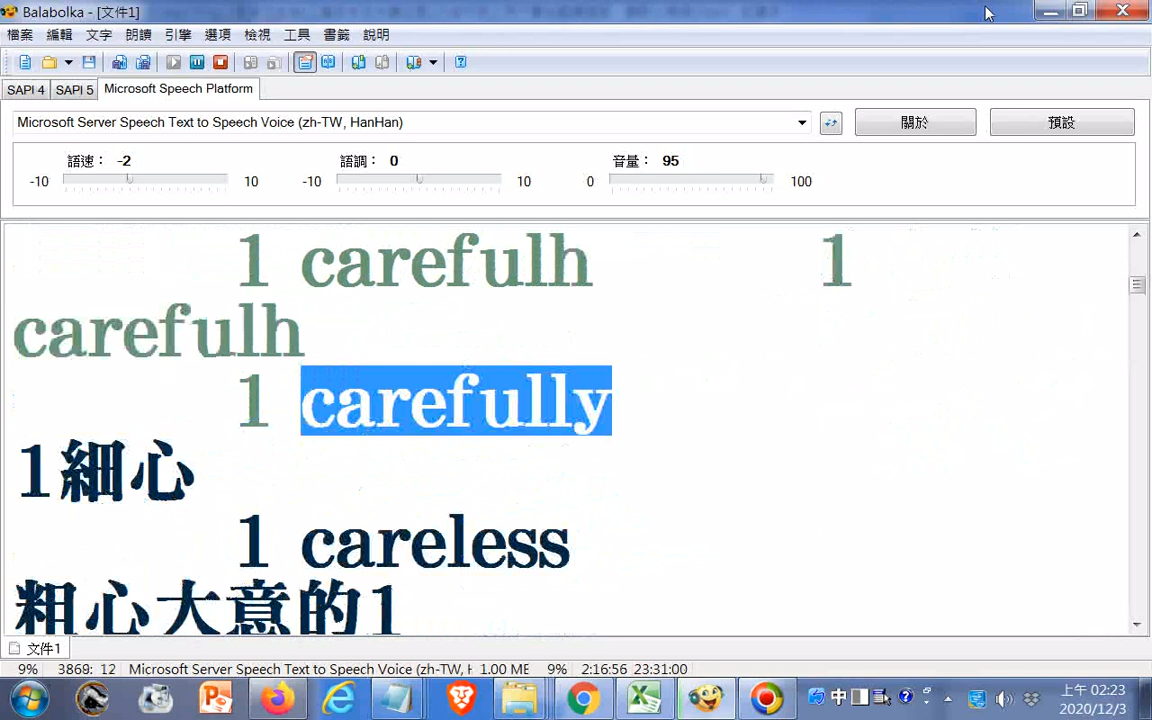 Balabolka - [文件1]
檔案 編輯 文字 朗讀 引擎 選項 檢視 工具 書籤 說明
SAPI 4 SAPI 5 Microsoft Speech Platform
Microsoft Server Speech Text to Speech Voice (zh-TW, HanHan) 關於 預設
語速： -2 語調： 0 音量： 95
-10 10 -10 10 0 100
1 carefulh 1
carefulh
1 carefully
1細心
1 careless
粗心大意的1
文件1
9% 3869: 12 Microsoft Server Speech Text to Speech Voice (zh-TW, 1.00 ME 9% 2:16:56 23:31:00
中 上午 02:23
2020/12/3